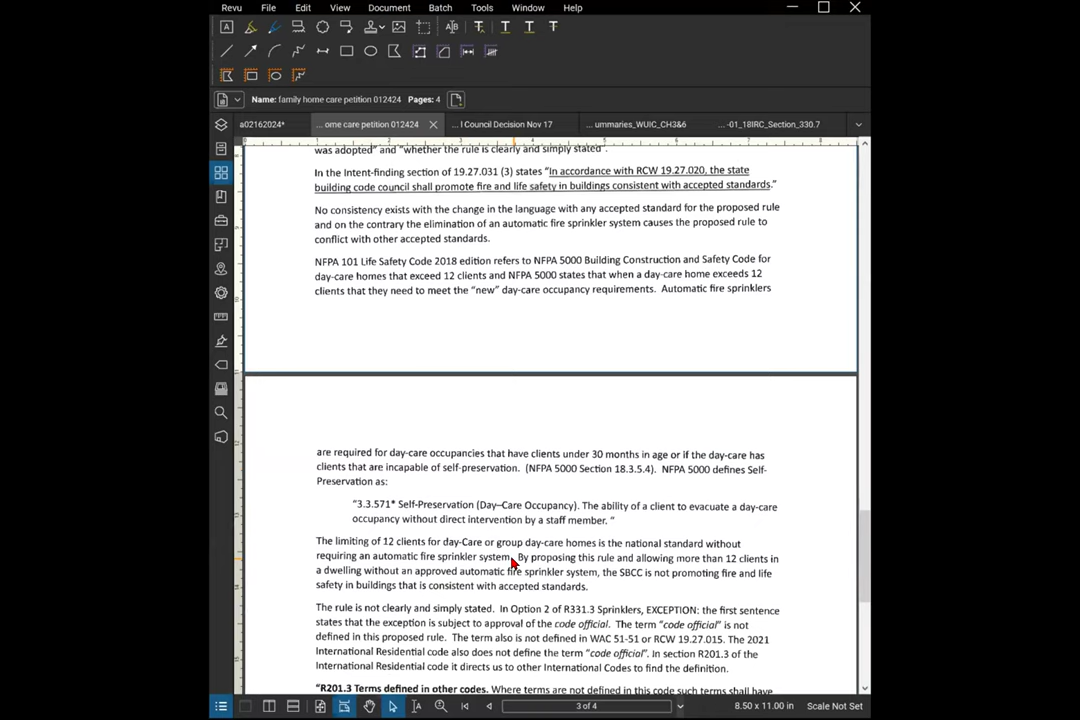 Revu File Edit View Document Batch Tools Window Help
Name: family home care petition 012424 Pages: 4
a02162024* ... ome care petition 012424 ... l Council Decision Nov 17 ... ummaries_WUIC_CH3&6 ... -01_18IRC_Section_330.7
was adopted" and "whether the rule is clearly and simply stated".
In the Intent-finding section of 19.27.031 (3) states "In accordance with RCW 19.27.020, the state
building code council shall promote fire and life safety in buildings consistent with accepted standards."
No consistency exists with the change in the language with any accepted standard for the proposed rule
and on the contrary the elimination of an automatic fire sprinkler system causes the proposed rule to
conflict with other accepted standards.
NFPA 101 Life Safety Code 2018 edition refers to NFPA 5000 Building Construction and Safety Code for
day-care homes that exceed 12 clients and NFPA 5000 states that when a day-care home exceeds 12
clients that they need to meet the "new" day-care occupancy requirements. Automatic fire sprinklers
are required for day-care occupancies that have clients under 30 months in age or if the day-care has
clients that are incapable of self-preservation. (NFPA 5000 Section 18.3.5.4). NFPA 5000 defines Self-
Preservation as:
"3.3.571* Self-Preservation (Day–Care Occupancy). The ability of a client to evacuate a day-care
occupancy without direct intervention by a staff member. "
The limiting of 12 clients for day-Care or group day-care homes is the national standard without
requiring an automatic fire sprinkler system. By proposing this rule and allowing more than 12 clients in
a dwelling without an approved automatic fire sprinkler system, the SBCC is not promoting fire and life
safety in buildings that is consistent with accepted standards.
The rule is not clearly and simply stated. In Option 2 of R331.3 Sprinklers, EXCEPTION: the first sentence
states that the exception is subject to approval of the code official. The term "code official" is not
defined in this proposed rule. The term also is not defined in WAC 51-51 or RCW 19.27.015. The 2021
International Residential code also does not define the term "code official". In section R201.3 of the
International Residential code it directs us to other International Codes to find the definition.
"R201.3 Terms defined in other codes. Where terms are not defined in this code such terms shall have
3 of 4 8.50 x 11.00 in Scale Not Set